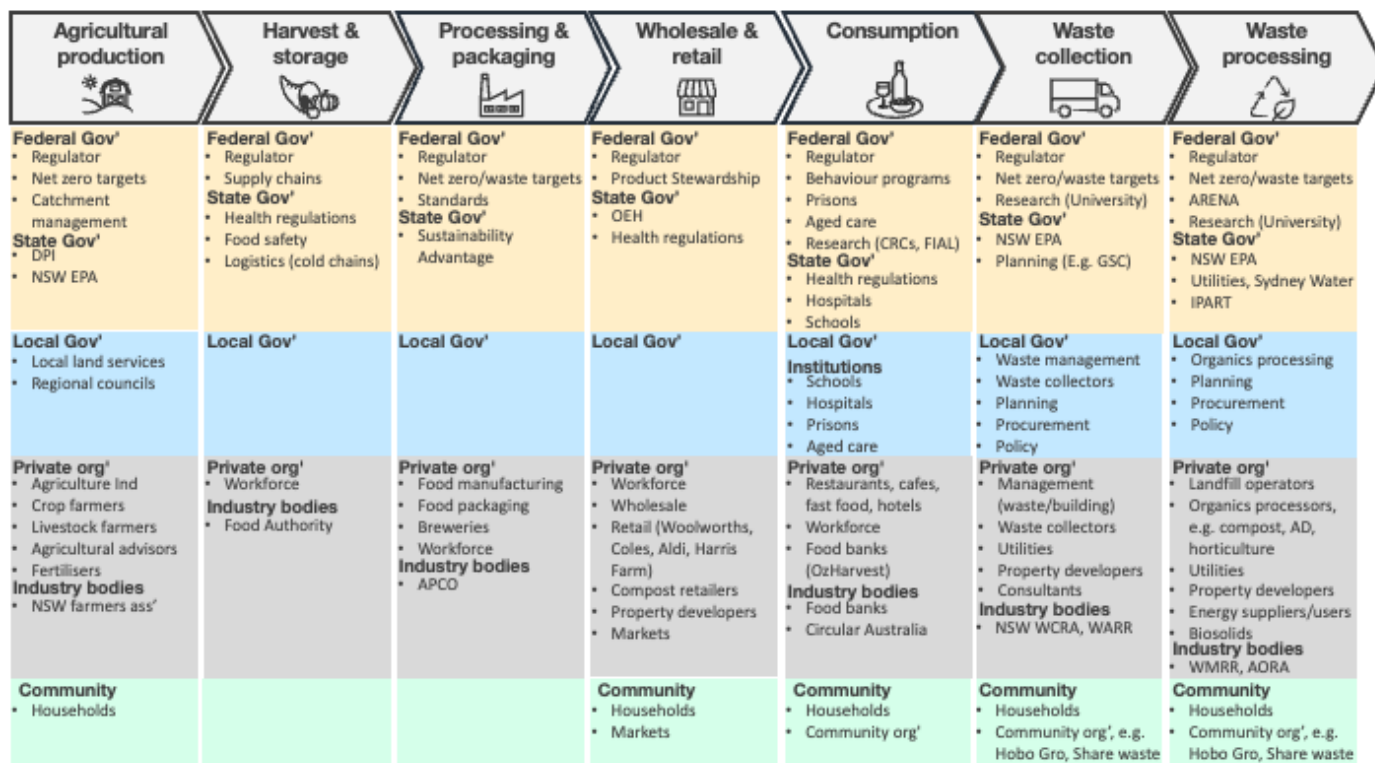 Agricultural
production
Harvest &
storage
Processing &
packaging
Wholesale &
retail
Consumption
Waste
collection
Waste
processing
Federal Gov'
• Regulator
• Net zero targets
• Catchment
management
State Gov'
• DPI
• NSW EPA
Federal Gov'
• Regulator
• Supply chains
State Gov'
• Health regulations
• Food safety
• Logistics (cold chains)
Federal Gov'
• Regulator
• Net zero/waste targets
• Standards
State Gov'
• Sustainability
Advantage
Federal Gov'
• Regulator
• Product Stewardship
State Gov'
• OEH
• Health regulations
Federal Gov'
• Regulator
• Behaviour programs
• Prisons
• Aged care
• Research (CRCs, FIAL)
State Gov'
• Health regulations
• Hospitals
• Schools
Federal Gov'
• Regulator
• Net zero/waste targets
• Research (University)
State Gov'
• NSW EPA
• Planning (E.g. GSC)
Federal Gov'
• Regulator
• Net zero/waste targets
• ARENA
• Research (University)
State Gov'
• NSW EPA
• Utilities, Sydney Water
• IPART
Local Gov'
• Local land services
• Regional councils
Local Gov'
Local Gov'
Local Gov'
Local Gov'
Institutions
• Schools
• Hospitals
• Prisons
• Aged care
Local Gov'
• Waste management
• Waste collectors
• Planning
• Procurement
• Policy
Local Gov'
• Organics processing
• Planning
• Procurement
• Policy
Private org'
• Agriculture Ind
• Crop farmers
• Livestock farmers
• Agricultural advisors
• Fertilisers
Industry bodies
• NSW farmers ass'
Private org'
• Workforce
Industry bodies
• Food Authority
Private org'
• Food manufacturing
• Food packaging
• Breweries
• Workforce
Industry bodies
• APCO
Private org'
• Workforce
• Wholesale
• Retail (Woolworths,
Coles, Aldi, Harris
Farm)
• Compost retailers
• Property developers
• Markets
Private org'
• Restaurants, cafes,
fast food, hotels
• Workforce
• Food banks
(OzHarvest)
Industry bodies
• Food banks
• Circular Australia
Private org'
• Management
(waste/building)
• Waste collectors
• Utilities
• Property developers
• Consultants
Industry bodies
• NSW WCRA, WARR
Private org'
• Landfill operators
• Organics processors,
e.g. compost, AD,
horticulture
• Utilities
• Property developers
• Energy suppliers/users
• Biosolids
Industry bodies
• WMRR, AORA
Community
• Households
Community
• Households
• Markets
Community
• Households
• Community org'
Community
• Households
• Community org', e.g.
Hobo Gro, Share waste
Community
• Households
• Community org', e.g.
Hobo Gro, Share waste